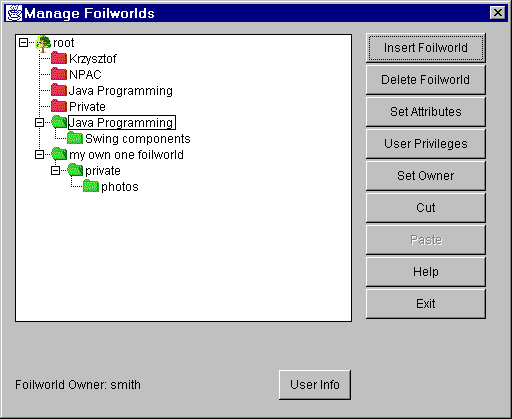 Manage Foilworlds
root
Krzysztof
NPAC
Java Programming
Private
Java Programming
Swing components
my own one foilworld
private
photos
Insert Foilworld
Delete Foilworld
Set Attributes
User Privileges
Set Owner
Cut
Paste
Help
Exit
Foilworld Owner: smith
User Info